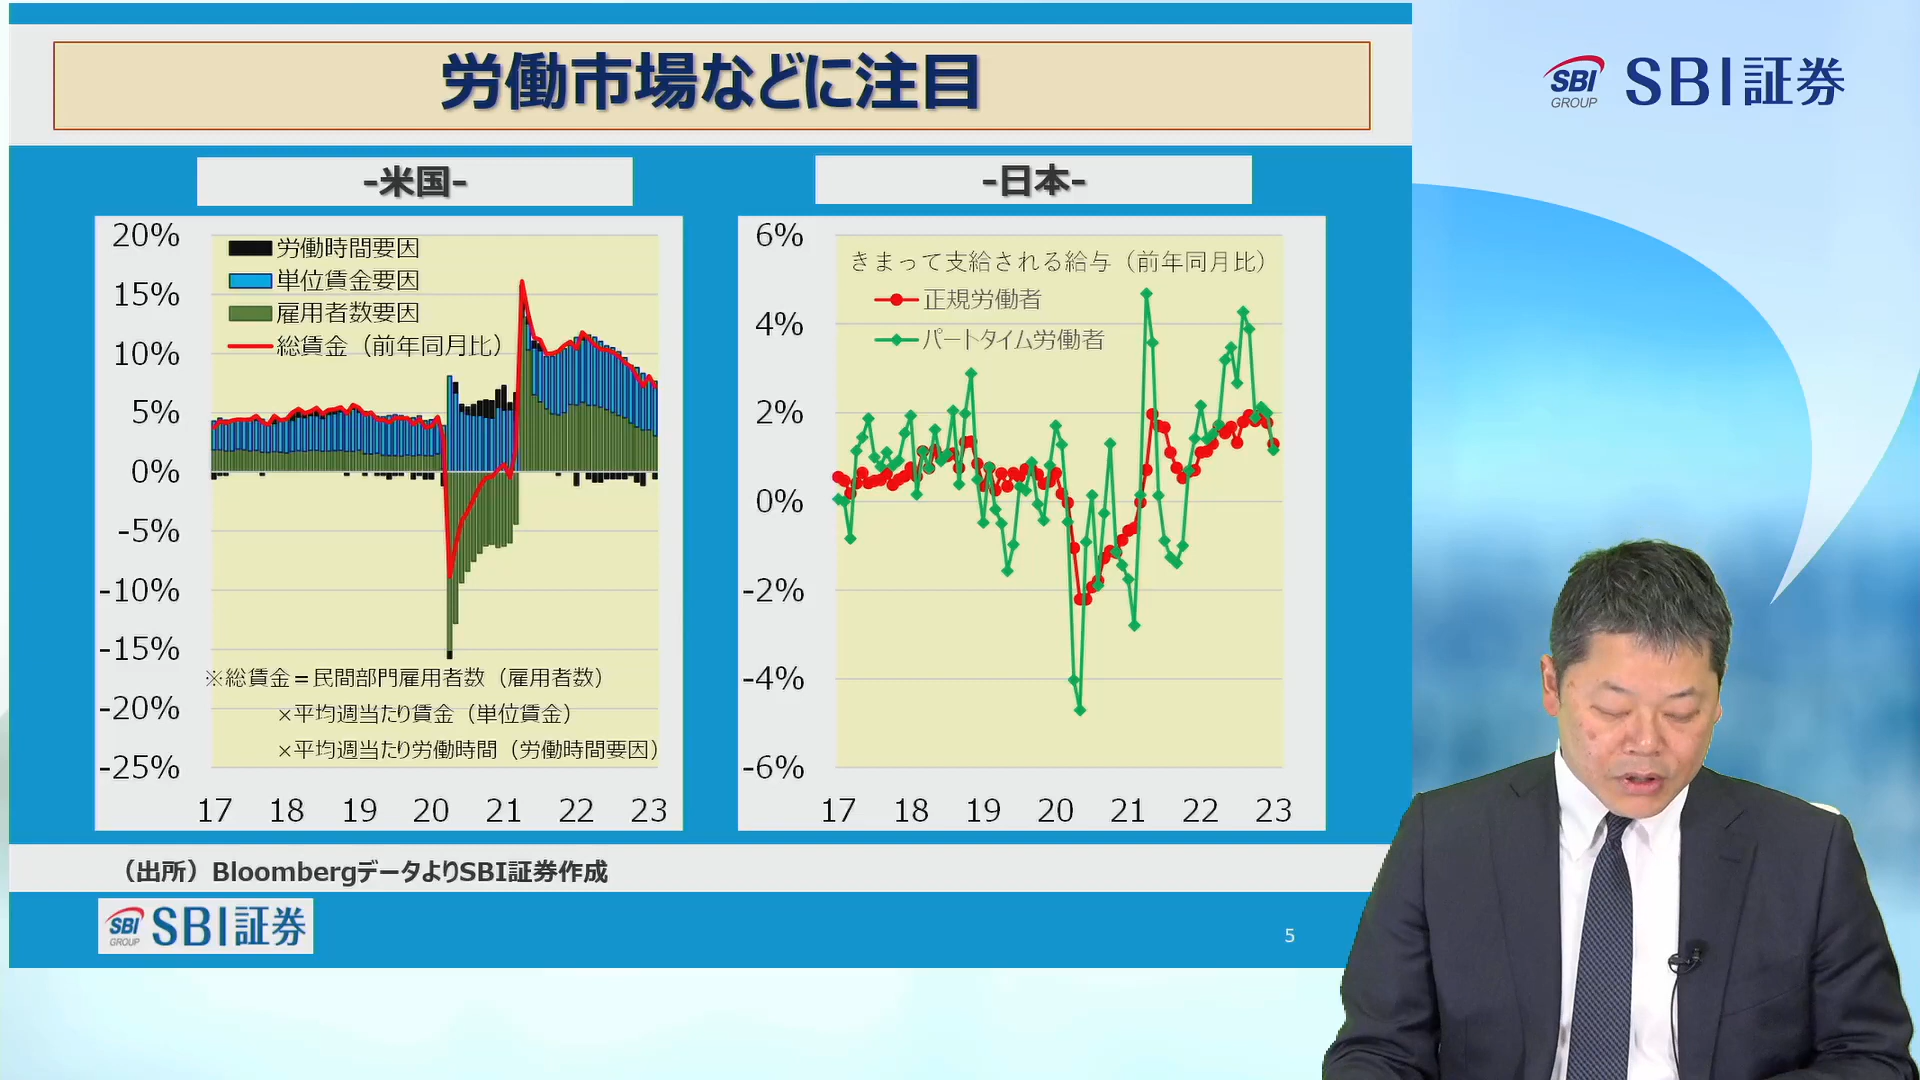 労働市場などに注目
SBI GROUP SBI証券
-米国-
20%
15%
10%
5%
0%
-5%
-10%
-15%
-20%
-25%
労働時間要因
単位賃金要因
雇用者数要因
総賃金（前年同月比）
※総賃金＝民間部門雇用者数（雇用者数）
×平均週当たり賃金（単位賃金）
×平均週当たり労働時間（労働時間要因）
17 18 19 20 21 22 23
-日本-
6%
4%
2%
0%
-2%
-4%
-6%
きまって支給される給与（前年同月比）
正規労働者
パートタイム労働者
17 18 19 20 21 22 23
（出所）BloombergデータよりSBI証券作成
SBI GROUP SBI証券
5